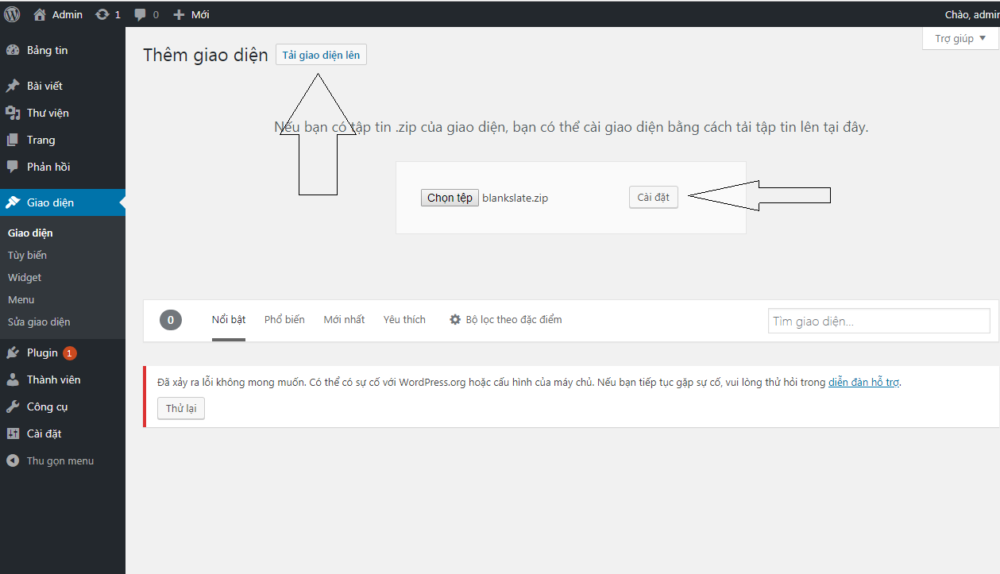 Admin 1 0 Mới Chào, admin
Trợ giúp
Bảng tin
Bài viết
Thư viện
Trang
Phản hồi
Giao diện
Giao diện
Tùy biến
Widget
Menu
Sửa giao diện
Plugin 1
Thành viên
Công cụ
Cài đặt
Thu gọn menu
Thêm giao diện Tải giao diện lên
Nếu bạn có tập tin .zip của giao diện, bạn có thể cài giao diện bằng cách tải tập tin lên tại đây.
Chọn tệp blankslate.zip Cài đặt
0 Nổi bật Phổ biến Mới nhất Yêu thích Bộ lọc theo đặc điểm Tìm giao diện...
Đã xảy ra lỗi không mong muốn. Có thể có sự cố với WordPress.org hoặc cấu hình của máy chủ. Nếu bạn tiếp tục gặp sự cố, vui lòng thử hỏi trong diễn đàn hỗ trợ.
Thử lại